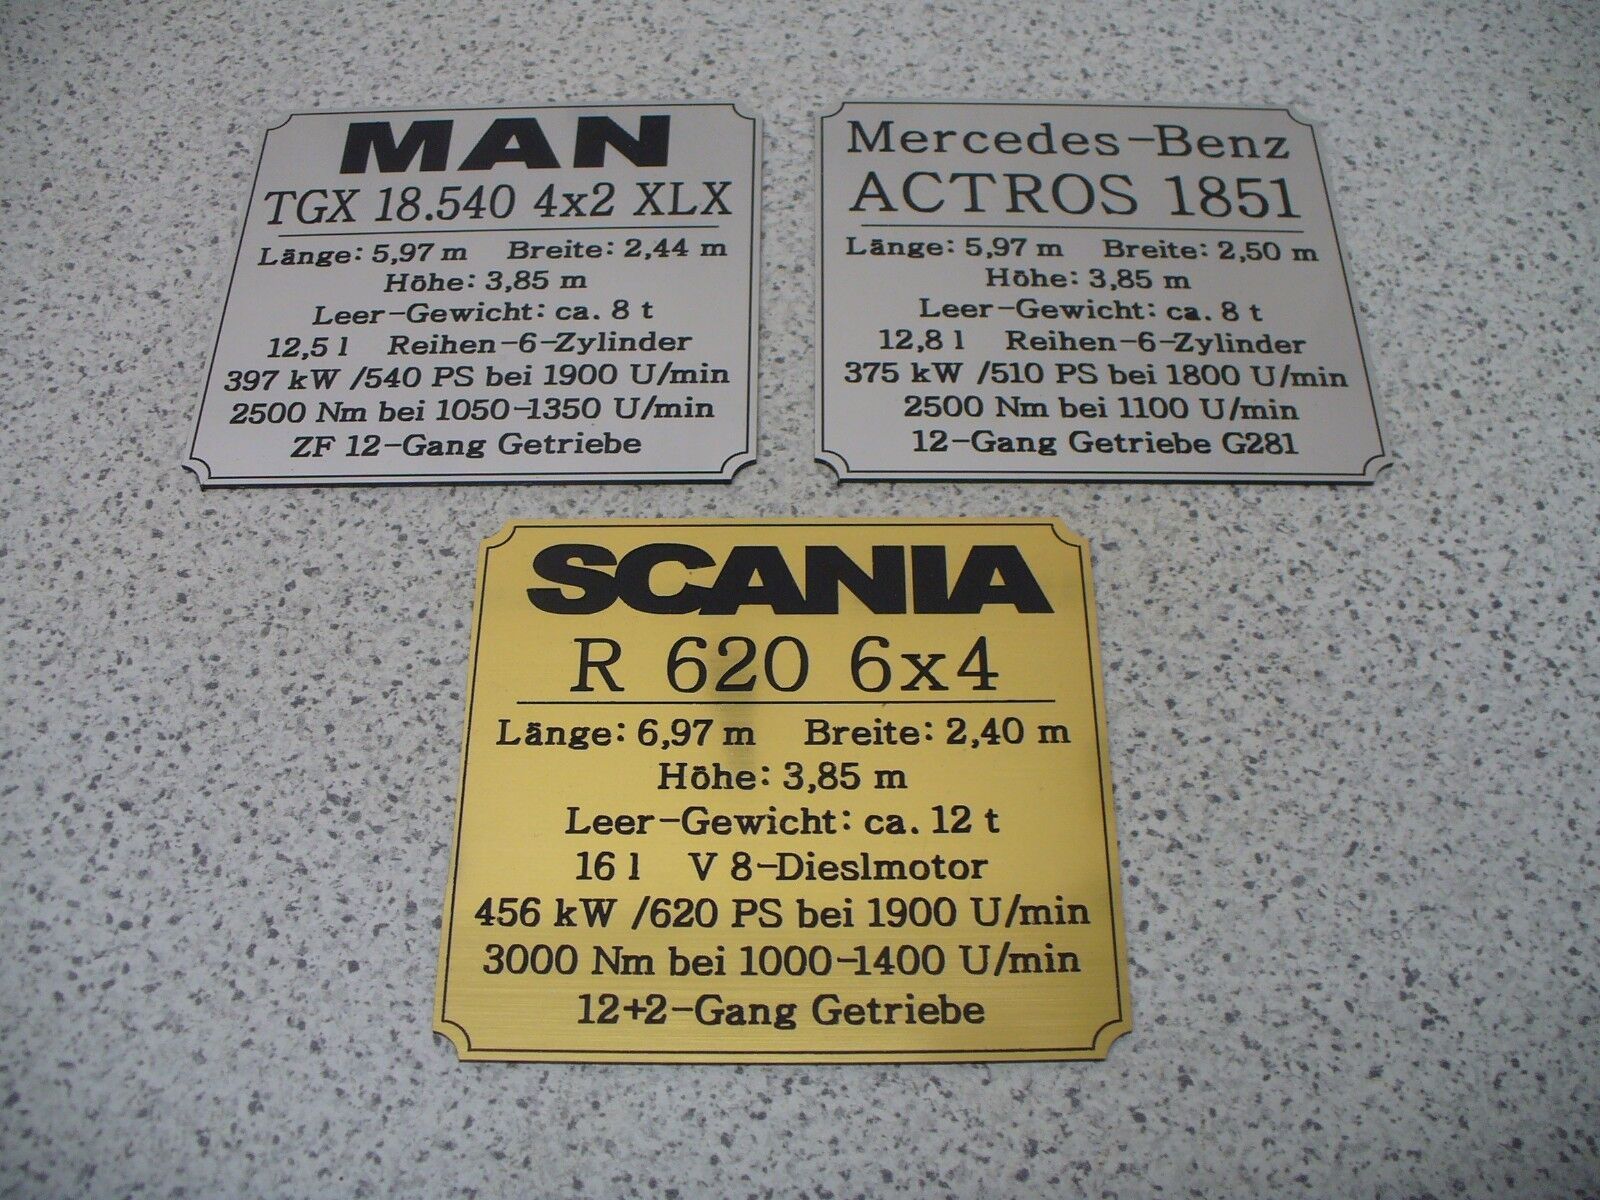 MAN
TGX 18.540 4x2 XLX
Länge: 5,97 m Breite: 2,44 m
Höhe: 3,85 m
Leer-Gewicht: ca. 8 t
12,5 l Reihen-6-Zylinder
397 kW /540 PS bei 1900 U/min
2500 Nm bei 1050-1350 U/min
ZF 12-Gang Getriebe
Mercedes-Benz
ACTROS 1851
Länge: 5,97 m Breite: 2,50 m
Höhe: 3,85 m
Leer-Gewicht: ca. 8 t
12,8 l Reihen-6-Zylinder
375 kW /510 PS bei 1800 U/min
2500 Nm bei 1100 U/min
12-Gang Getriebe G281
SCANIA
R 620 6x4
Länge: 6,97 m Breite: 2,40 m
Höhe: 3,85 m
Leer-Gewicht: ca. 12 t
16 l V 8-Dieslmotor
456 kW /620 PS bei 1900 U/min
3000 Nm bei 1000-1400 U/min
12+2-Gang Getriebe